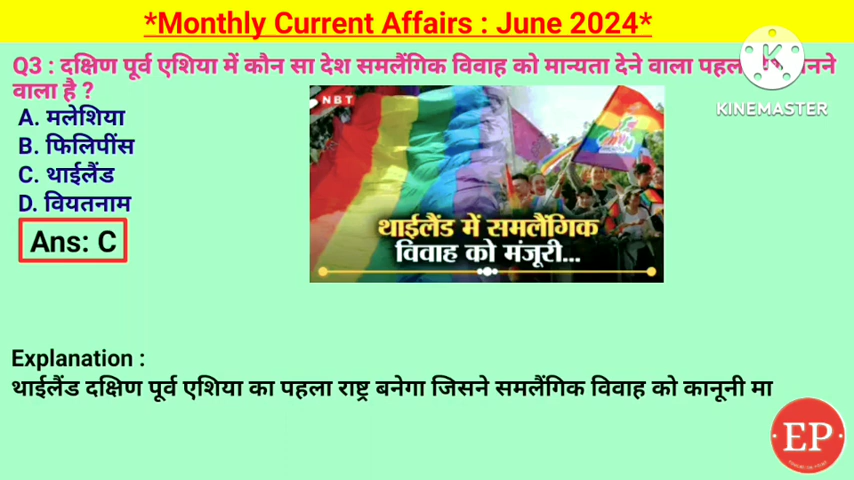 *Monthly Current Affairs : June 2024*
Q3 : दक्षिण पूर्व एशिया में कौन सा देश समलैंगिक विवाह को मान्यता देने वाला पहला
वाला है ?
A. मलेशिया
B. फिलिपींस
C. थाईलैंड
D. वियतनाम
Ans: C
NBT
थाईलैंड में समलैंगिक
विवाह को मंजूरी...
K
KINEMASTER
Explanation :
थाईलैंड दक्षिण पूर्व एशिया का पहला राष्ट्र बनेगा जिसने समलैंगिक विवाह को कानूनी मा
EP